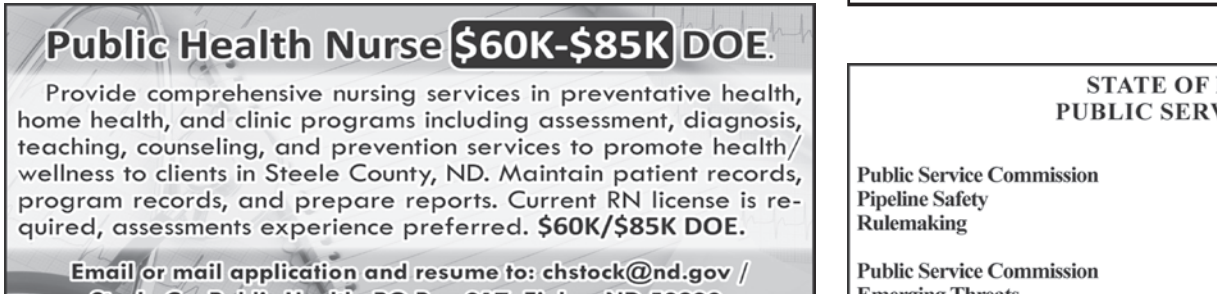 Public Health Nurse $60K-$85K DOE.
Provide comprehensive nursing services in preventative health,
home health, and clinic programs including assessment, diagnosis,
teaching, counseling, and prevention services to promote health/
wellness to clients in Steele County, ND. Maintain patient records,
program records, and prepare reports. Current RN license is re-
quired, assessments experience preferred. $60K/$85K DOE.
Email or mail application and resume to: chstock@nd.gov /
STATE OF
PUBLIC SERV
Public Service Commission
Pipeline Safety
Rulemaking
Public Service Commission
Emerging Threats